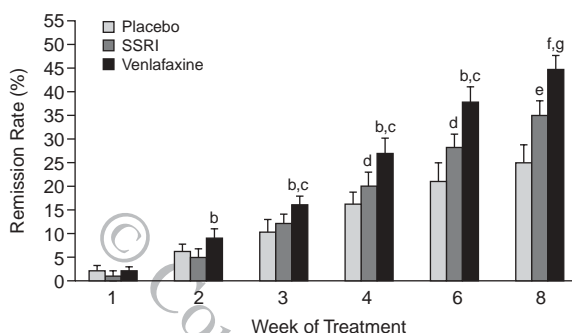 55
50
45
40
35
30
25
20
15
10
5
0
Remission Rate (%)
Placebo
SSRI
Venlafaxine
b
b,c
d
b,c
d
b,c
e
f,g
1 2 3 4 6 8
Week of Treatment
©